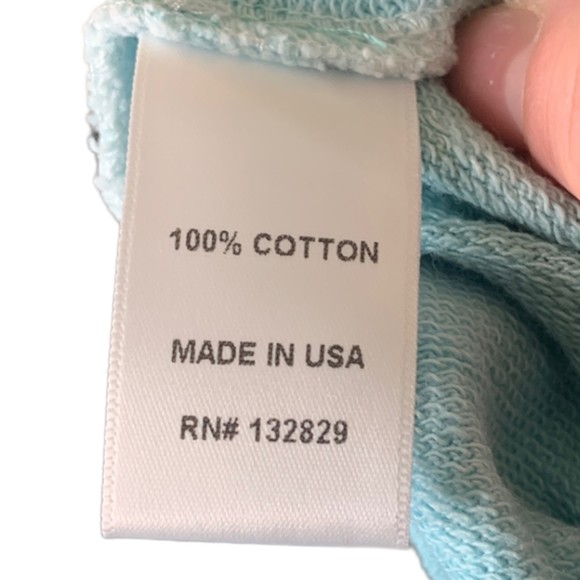 100% COTTON
MADE IN USA
RN# 132829